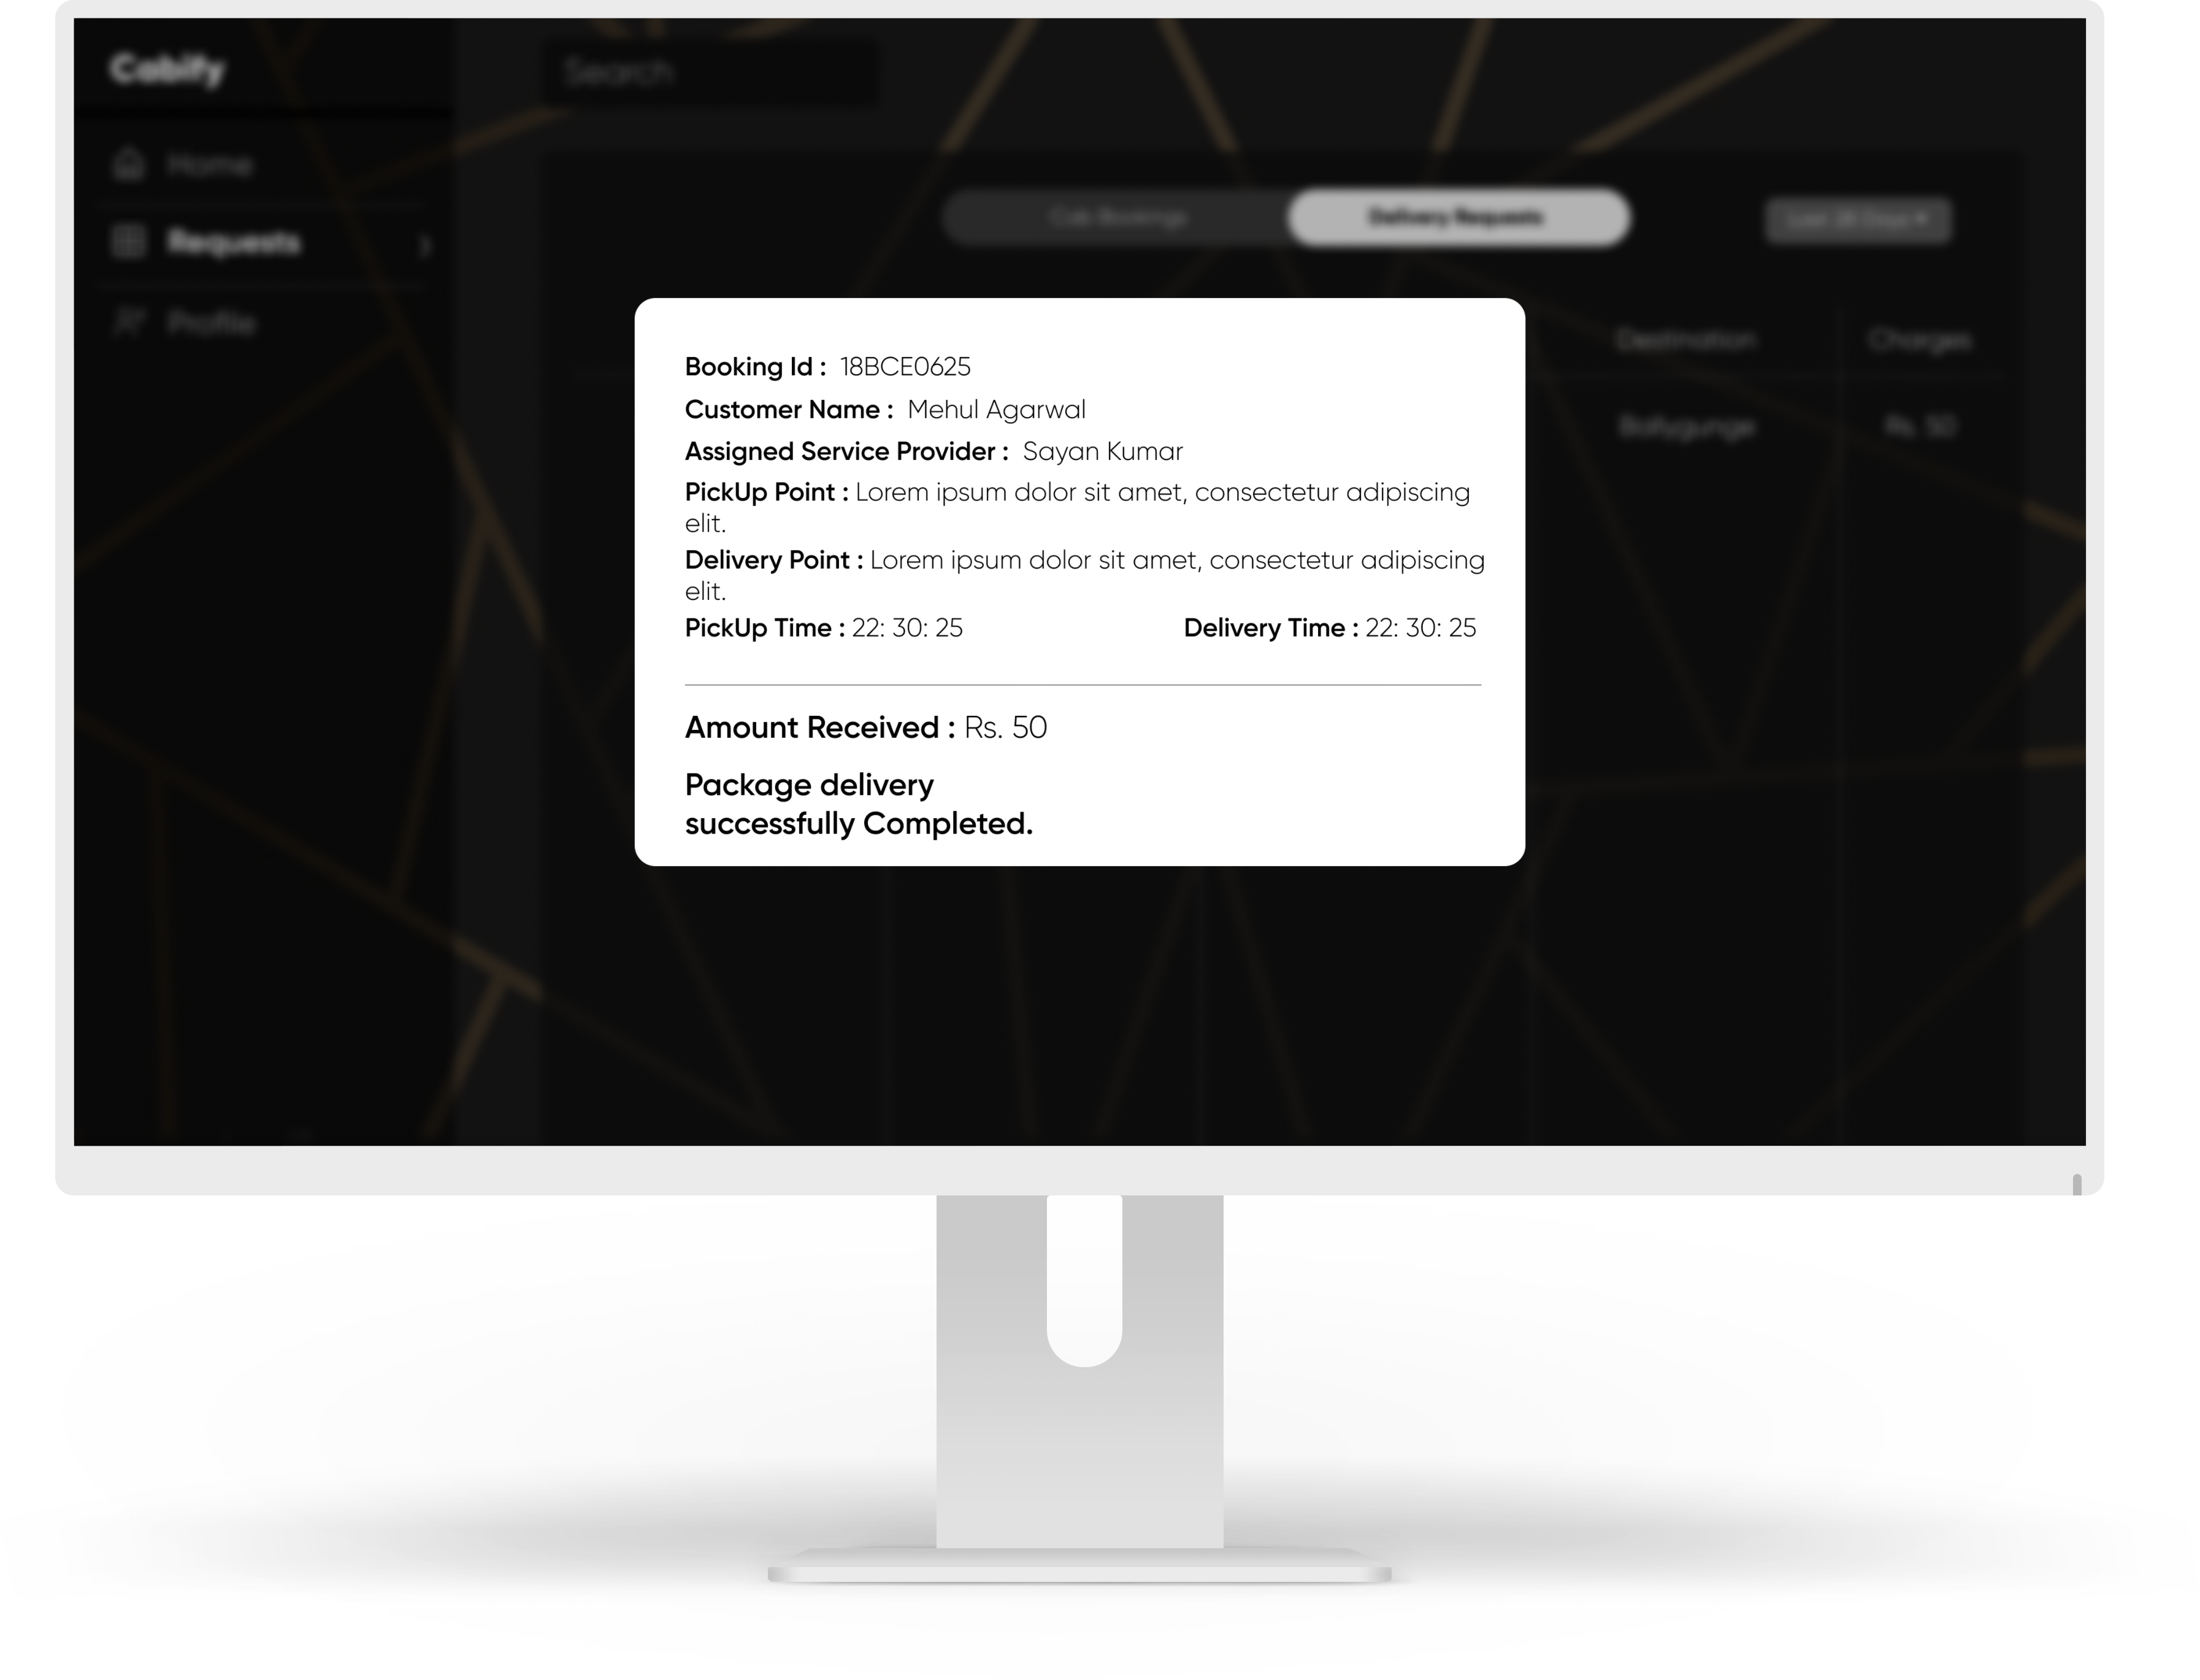 Cabify
Search
Home
Requests
Profile
Cab Bookings
Delivery Requests
Last 28 Days
Destination
Charges
Ballygunge
Rs. 50
Booking Id : 18BCE0625
Customer Name : Mehul Agarwal
Assigned Service Provider : Sayan Kumar
PickUp Point : Lorem ipsum dolor sit amet, consectetur adipiscing
elit.
Delivery Point : Lorem ipsum dolor sit amet, consectetur adipiscing
elit.
PickUp Time : 22: 30: 25
Delivery Time : 22: 30: 25
Amount Received : Rs. 50
Package delivery
successfully Completed.